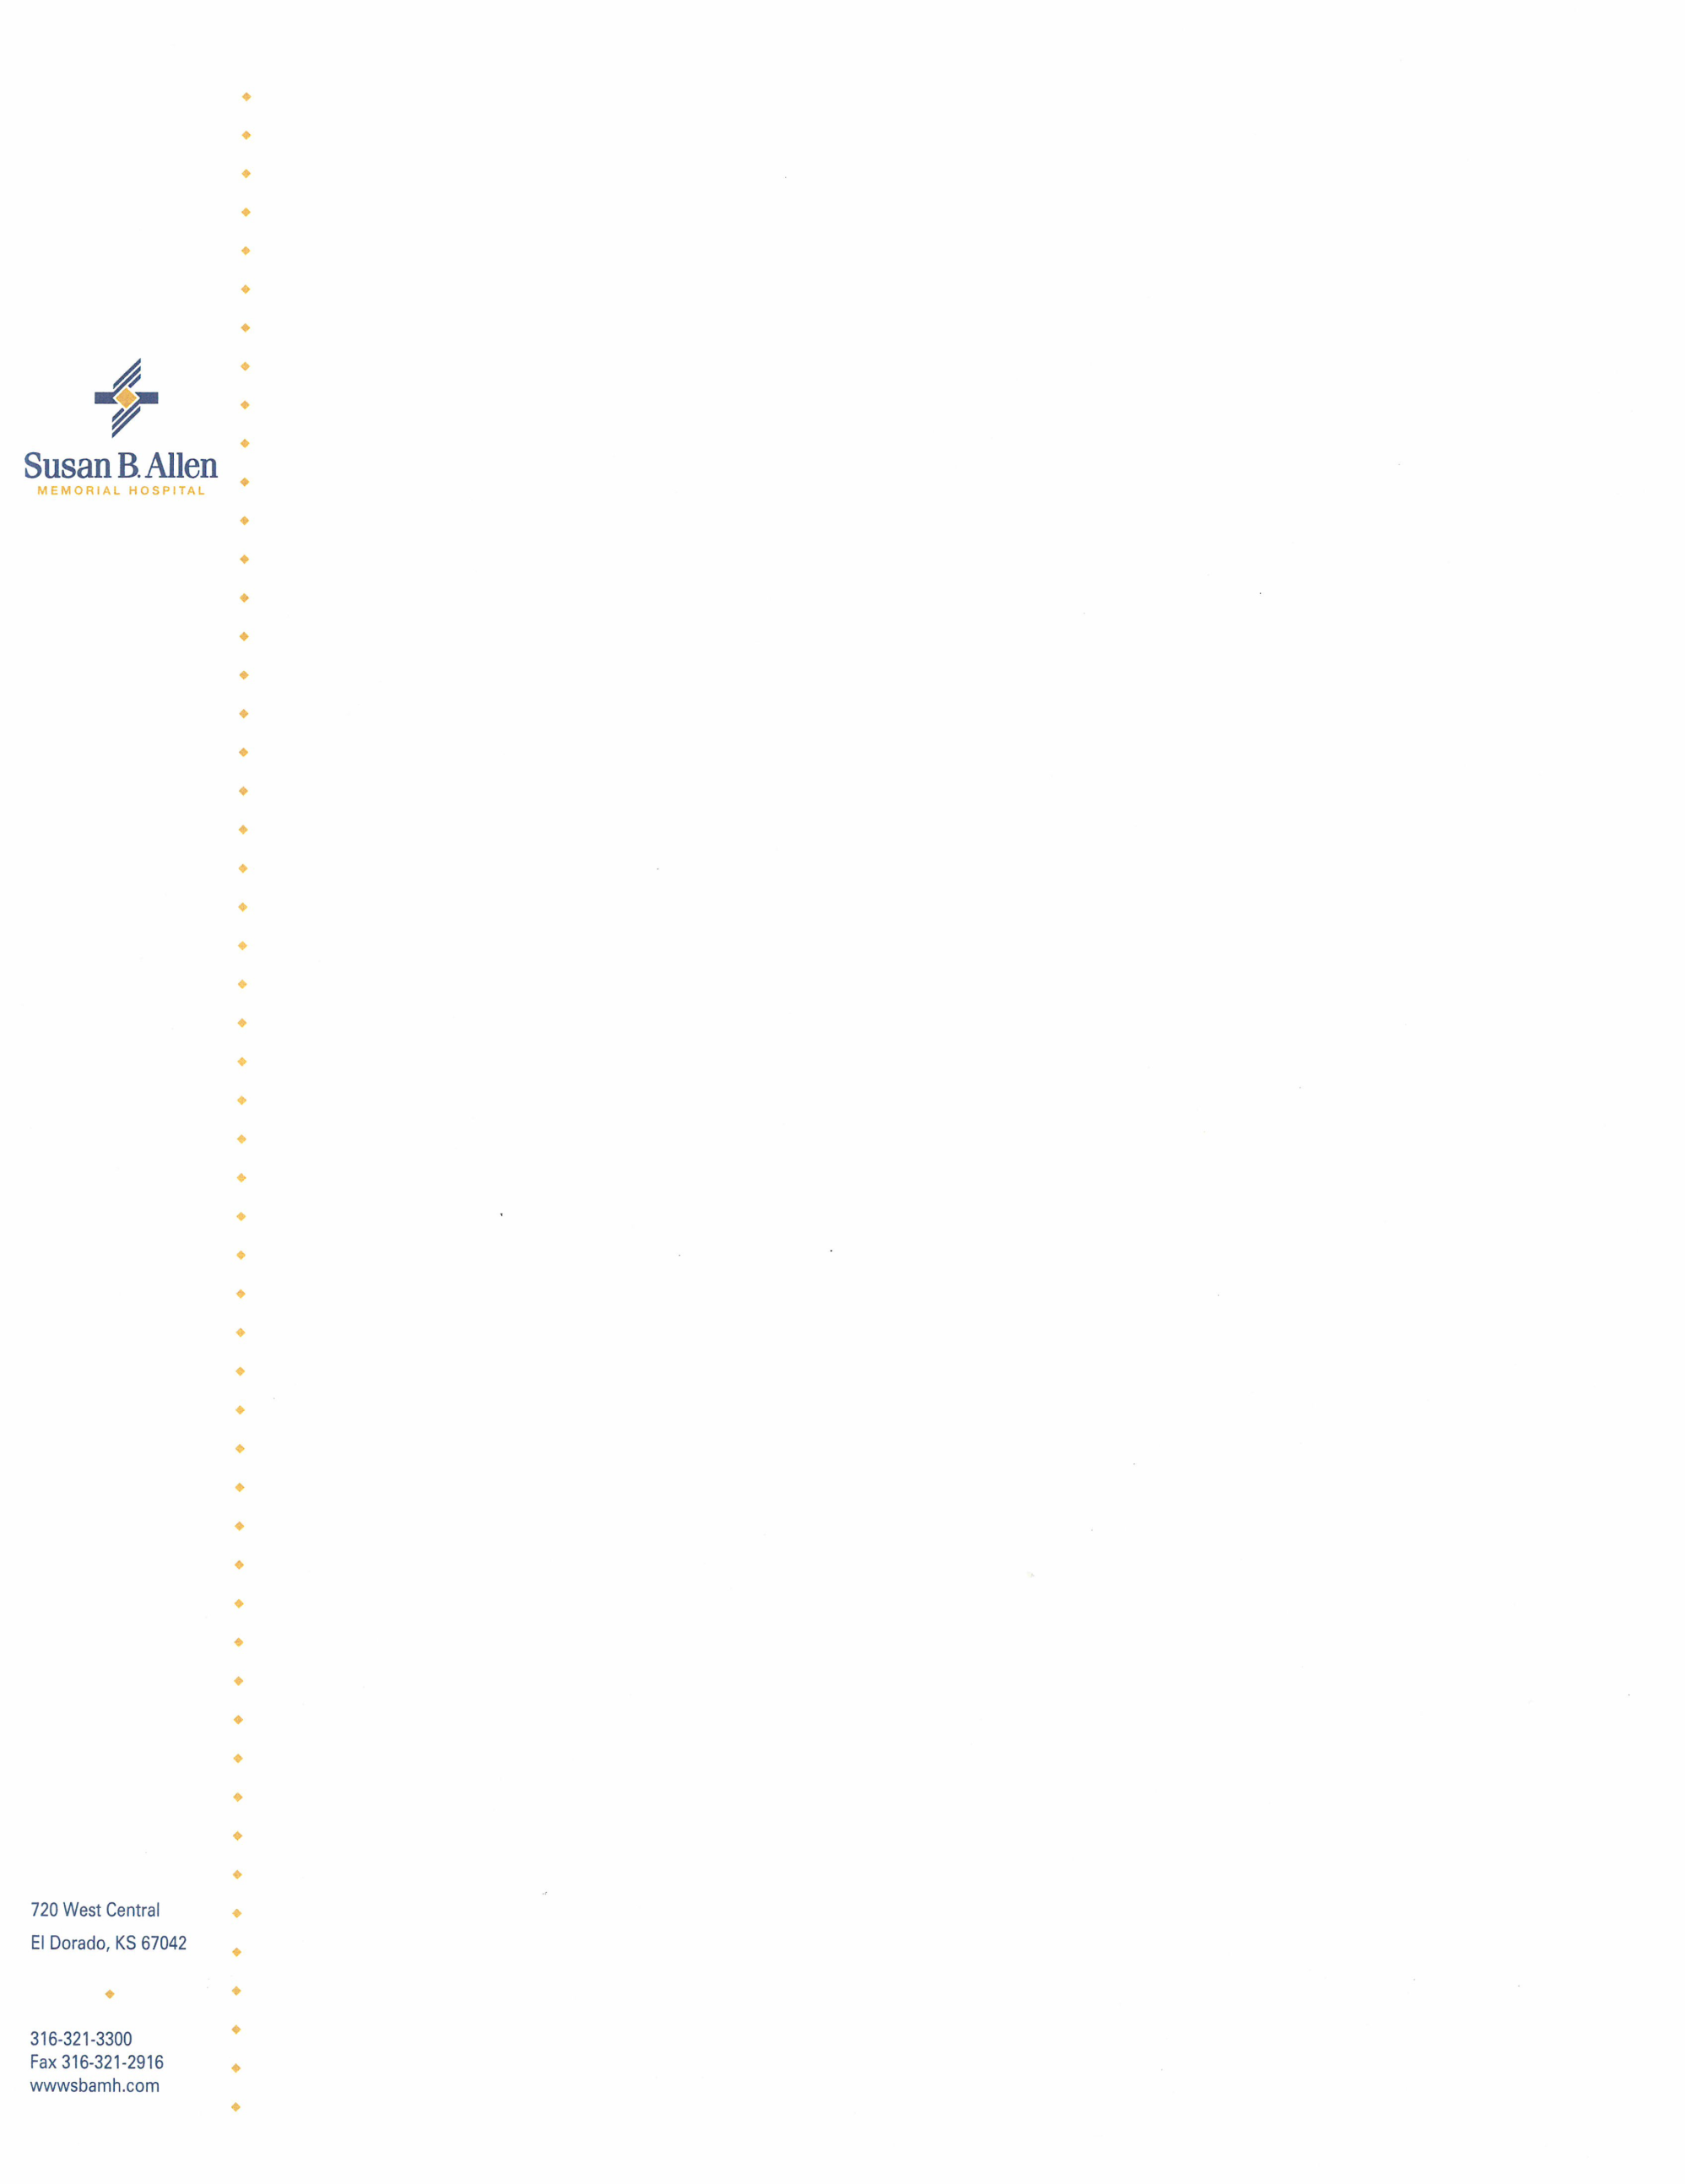 Susan B. Allen
MEMORIAL HOSPITAL
720 West Central
El Dorado, KS 67042
316-321-3300
Fax 316-321-2916
wwwsbamh.com